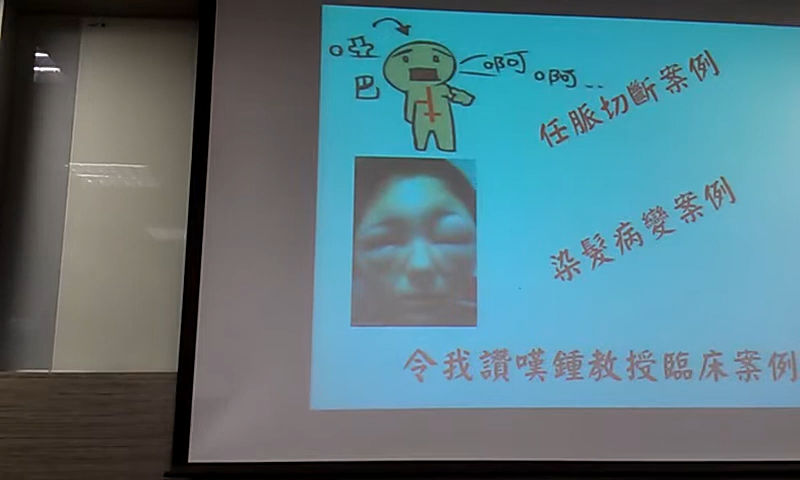 啞巴
啊 啊..
任脈切斷案例
染髮病變案例
令我讚嘆鍾教授臨床案例